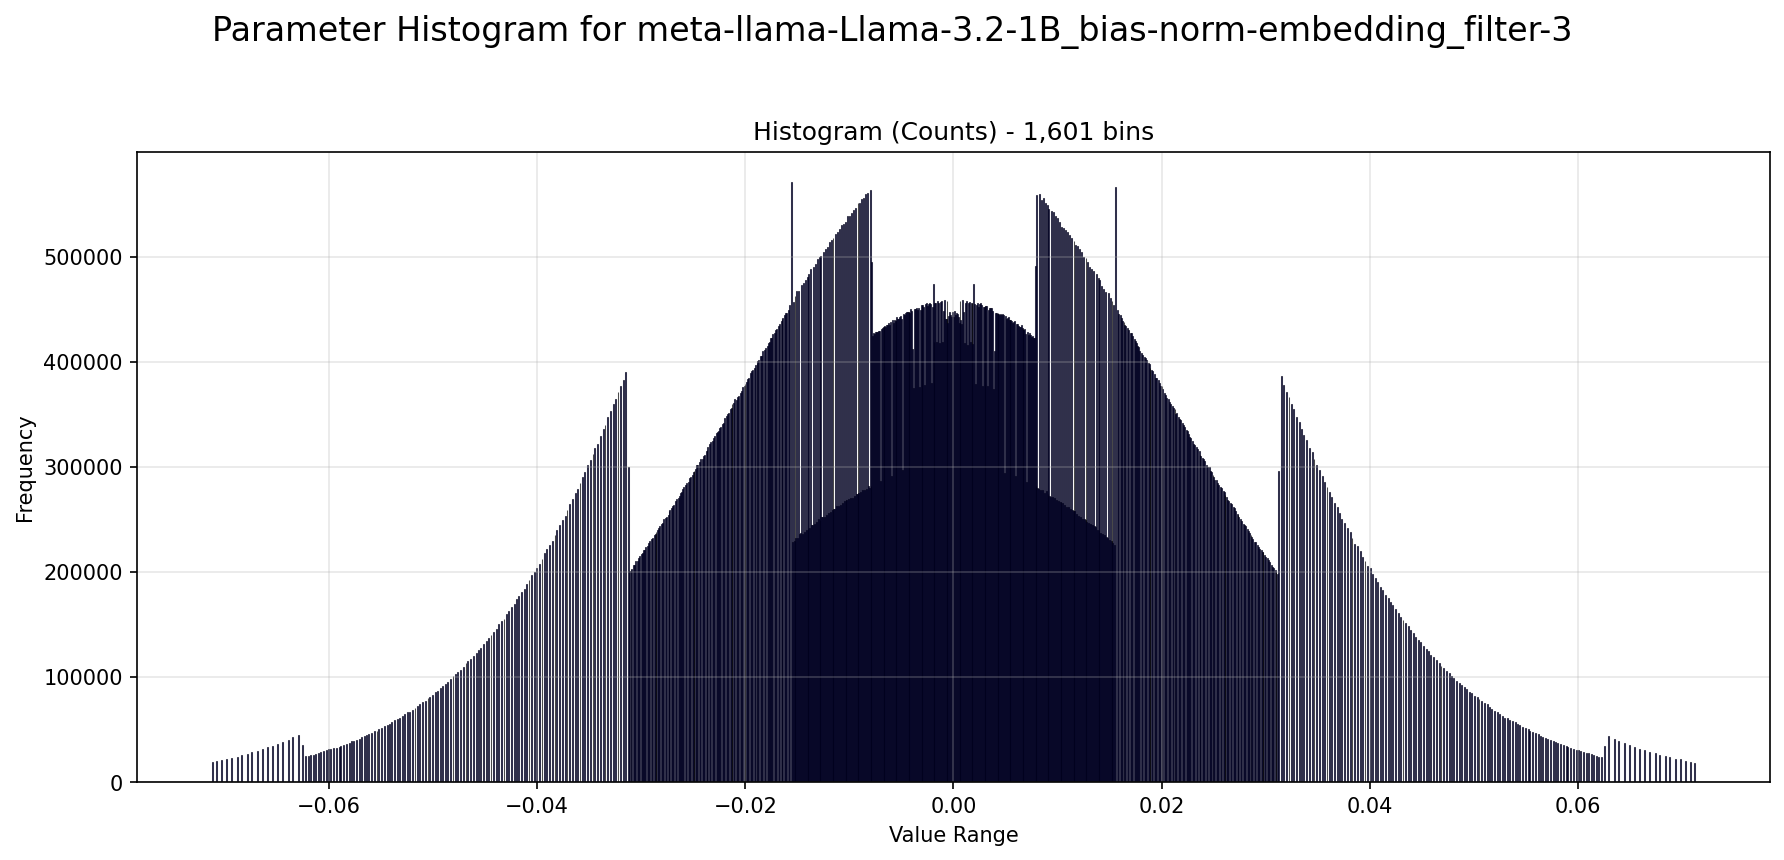 Parameter Histogram for meta-llama-Llama-3.2-1B_bias-norm-embedding_filter-3
Histogram (Counts) - 1,601 bins
Frequency
500000
400000
300000
200000
100000
0
−0.06 −0.04 −0.02 0.00 0.02 0.04 0.06
Value Range